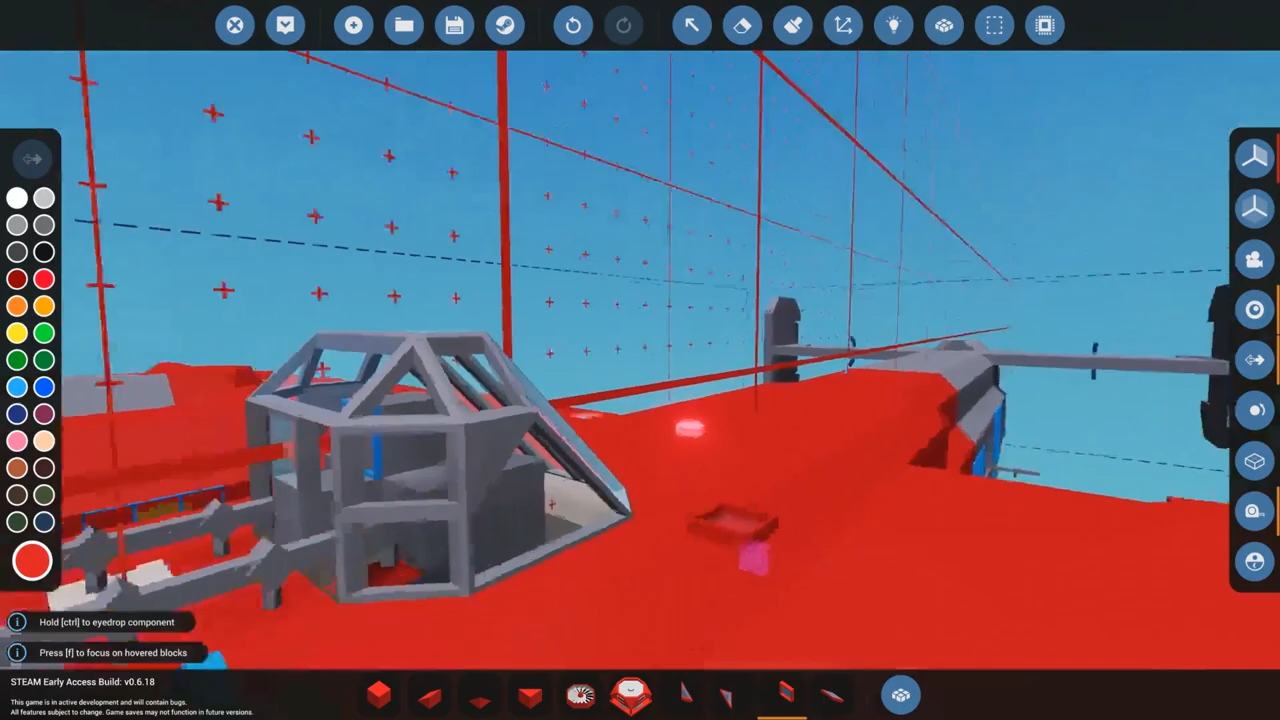 Hold [ctrl] to eyedrop component
Press [f] to focus on hovered blocks
STEAM Early Access Build: v0.6.18
This game is in active development and will contain bugs.
All features subject to change. Game saves may not function in future versions.